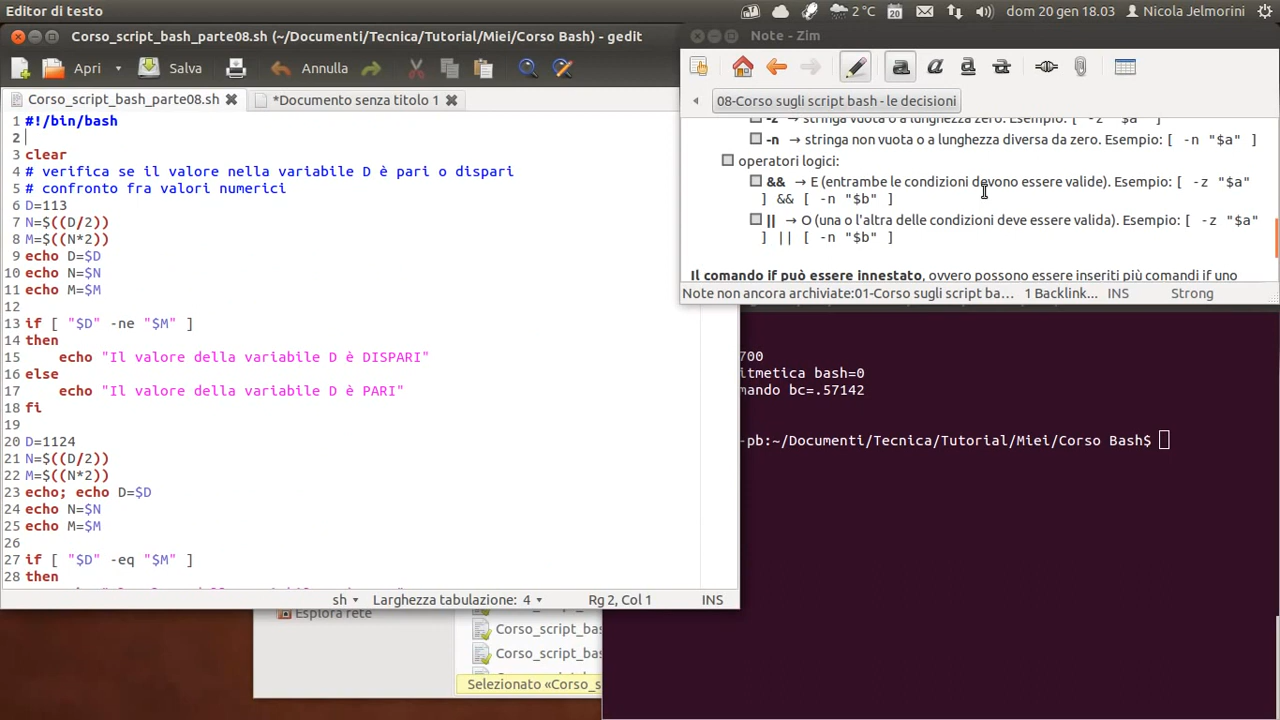 Editor di testo
2 °C
20
dom 20 gen 18.03
Nicola Jelmorini
Corso_script_bash_parte08.sh (~/Documenti/Tecnica/Tutorial/Miei/Corso Bash) - gedit
Apri
Salva
Annulla
Corso_script_bash_parte08.sh
*Documento senza titolo 1
1 #!/bin/bash
2
3 clear
4 # verifica se il valore nella variabile D è pari o dispari
5 # confronto fra valori numerici
6 D=113
7 N=$((D/2))
8 M=$((N*2))
9 echo D=$D
10 echo N=$N
11 echo M=$M
12
13 if [ "$D" -ne "$M" ]
14 then
15     echo "Il valore della variabile D è DISPARI"
16 else
17     echo "Il valore della variabile D è PARI"
18 fi
19
20 D=1124
21 N=$((D/2))
22 M=$((N*2))
23 echo; echo D=$D
24 echo N=$N
25 echo M=$M
26
27 if [ "$D" -eq "$M" ]
28 then
sh
Larghezza tabulazione: 4
Rg 2, Col 1
INS
Note - Zim
a a a a
08-Corso sugli script bash - le decisioni
-z → stringa vuota o a lunghezza zero. Esempio: [ -z "$a" ]
-n → stringa non vuota o a lunghezza diversa da zero. Esempio: [ -n "$a" ]
operatori logici:
&& → E (entrambe le condizioni devono essere valide). Esempio: [ -z "$a"
] && [ -n "$b" ]
|| → O (una o l'altra delle condizioni deve essere valida). Esempio: [ -z "$a"
] || [ -n "$b" ]
Il comando if può essere innestato, ovvero possono essere inseriti più comandi if uno
Note non ancora archiviate:01-Corso sugli script ba…
1 Backlink...
INS
Strong
700
itmetica bash=0
mando bc=.57142
-pb:~/Documenti/Tecnica/Tutorial/Miei/Corso Bash$
Esplora rete
Corso_script_bas
Corso_script_bas
Selezionato «Corso_s